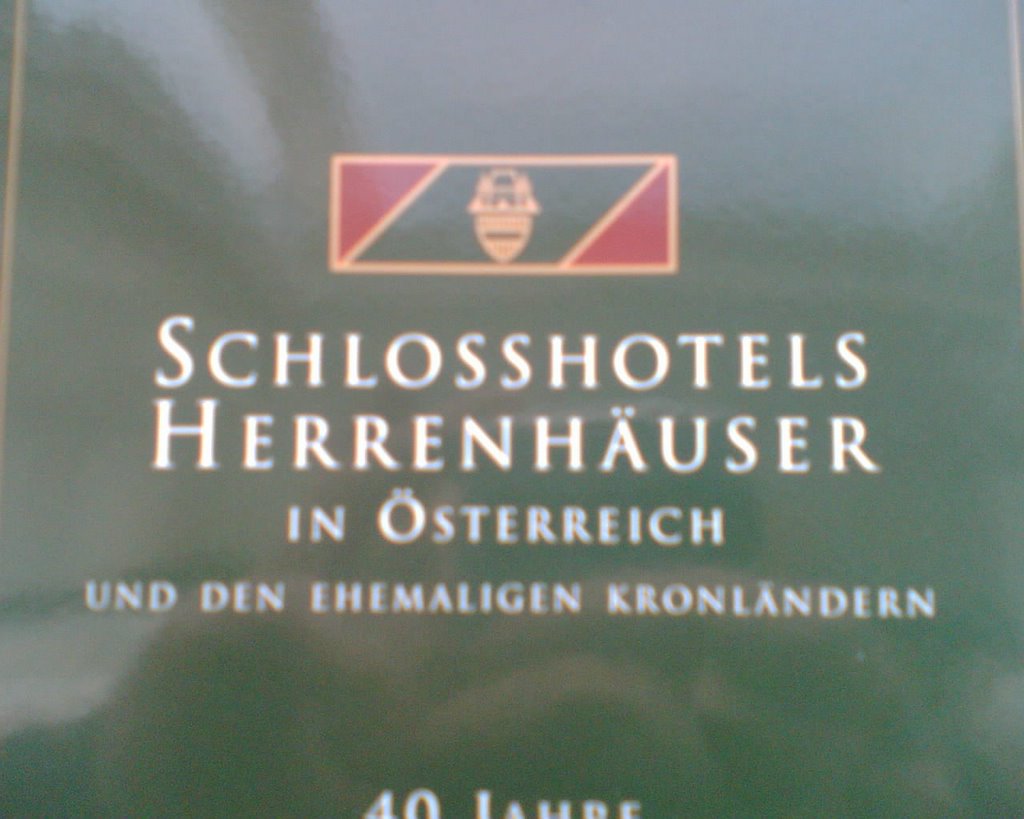 SCHLOSSHOTELS
HERRENHÄUSER
IN ÖSTERREICH
UND DEN EHEMALIGEN KRONLÄNDERN
40 JAHRE